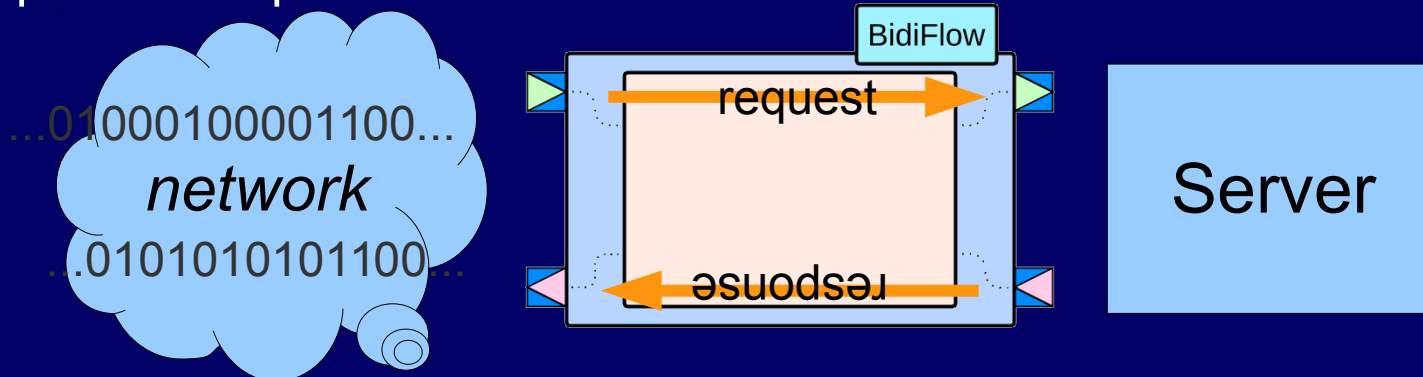 BidiFlow
...01000100001100...
request
network
Server
...0101010101100...
response